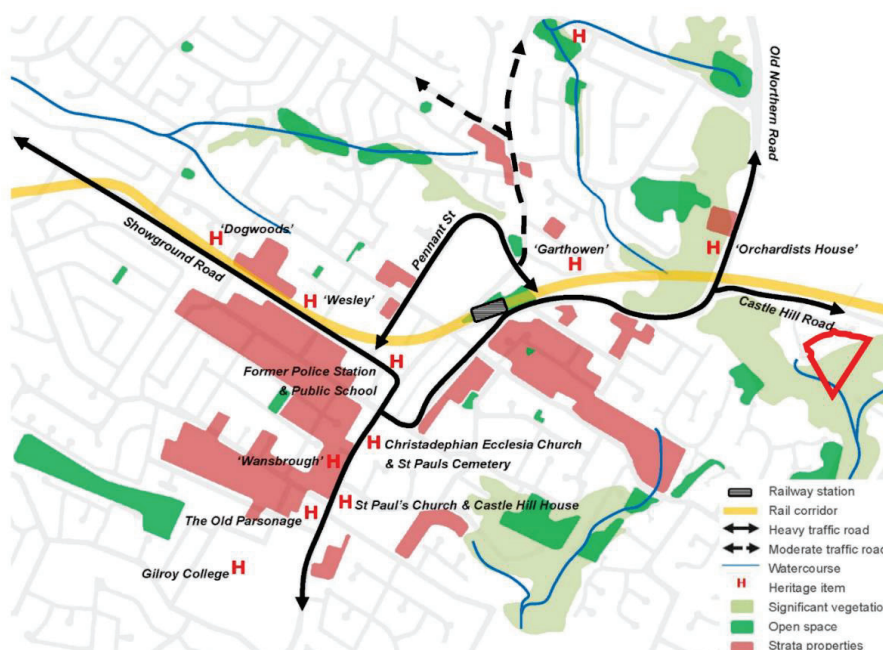 H
Old Northern Road
H
'Dogwoods'
Pennant St
H
'Garthowen'
H
'Orchardists House'
Showground Road
H
'Wesley'
Castle Hill Road
H
Former Police Station
& Public School
H
Christadephian Ecclesia Church
& St Pauls Cemetery
'Wansbrough'
H
H
St Paul's Church & Castle Hill House
The Old Parsonage
H
Gilroy College
H
Railway station
Rail corridor
Heavy traffic road
Moderate traffic road
Watercourse
H
Heritage item
Significant vegetation
Open space
Strata properties